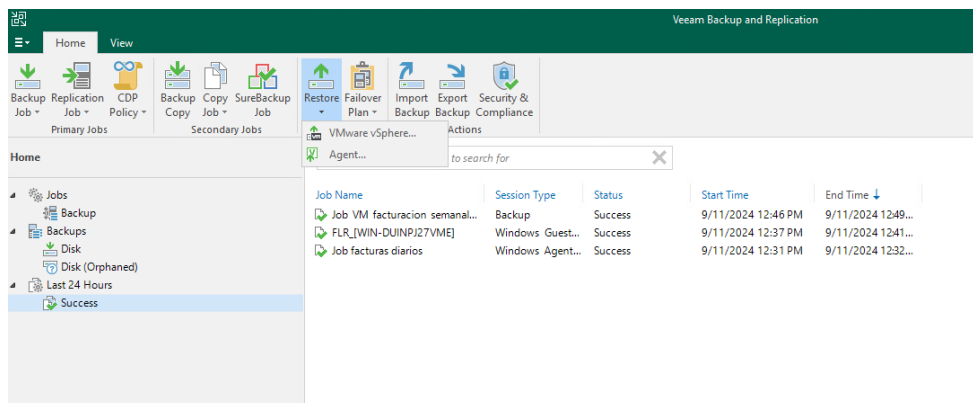 Veeam Backup and Replication
Home View
Backup Replication CDP Backup Copy SureBackup Restore Failover Import Export Security &
Job Job Policy Copy Job Job Plan Backup Backup Compliance
Primary Jobs Secondary Jobs Actions
VMware vSphere...
Agent...
to search for
Home
Jobs
Backup
Backups
Disk
Disk (Orphaned)
Last 24 Hours
Success
Job Name Session Type Status Start Time End Time
Job VM facturacion semanal... Backup Success 9/11/2024 12:46 PM 9/11/2024 12:49...
FLR_[WIN-DUINPJ27VME] Windows Guest... Success 9/11/2024 12:37 PM 9/11/2024 12:41...
Job facturas diarios Windows Agent... Success 9/11/2024 12:31 PM 9/11/2024 12:32...